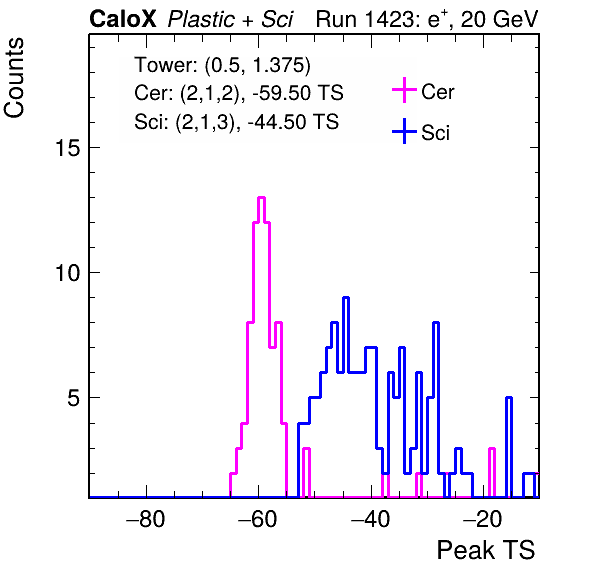 CaloX Plastic + Sci Run 1423: e⁺, 20 GeV
Tower: (0.5, 1.375)
Cer: (2,1,2), -59.50 TS
Sci: (2,1,3), -44.50 TS
Cer
Sci
Counts
15
10
5
−80 −60 −40 −20
Peak TS